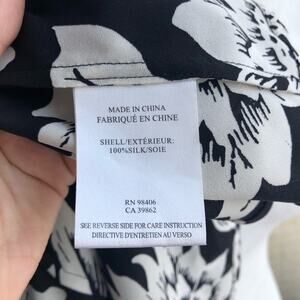 MADE IN CHINA
FABRIQUÉ EN CHINE
SHELL/EXTÉRIEUR:
100%SILK/SOIE
RN 98406
CA 39862
SEE REVERSE SIDE FOR CARE INSTRUCTION
DIRECTIVE D'ENTRETIEN AU VERSO